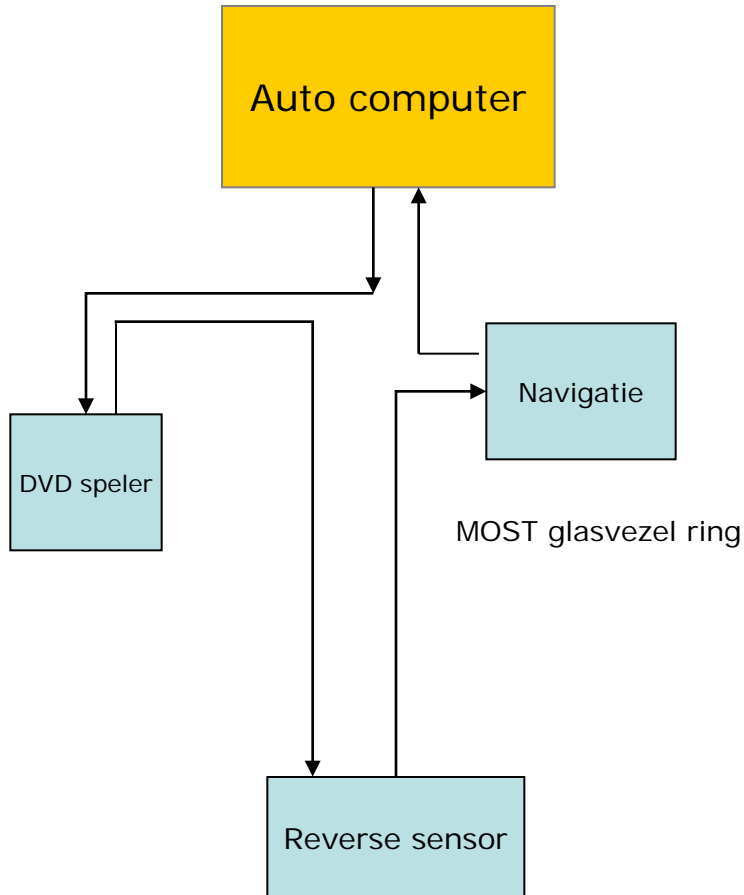 Auto computer
Navigatie
DVD speler
MOST glasvezel ring
Reverse sensor